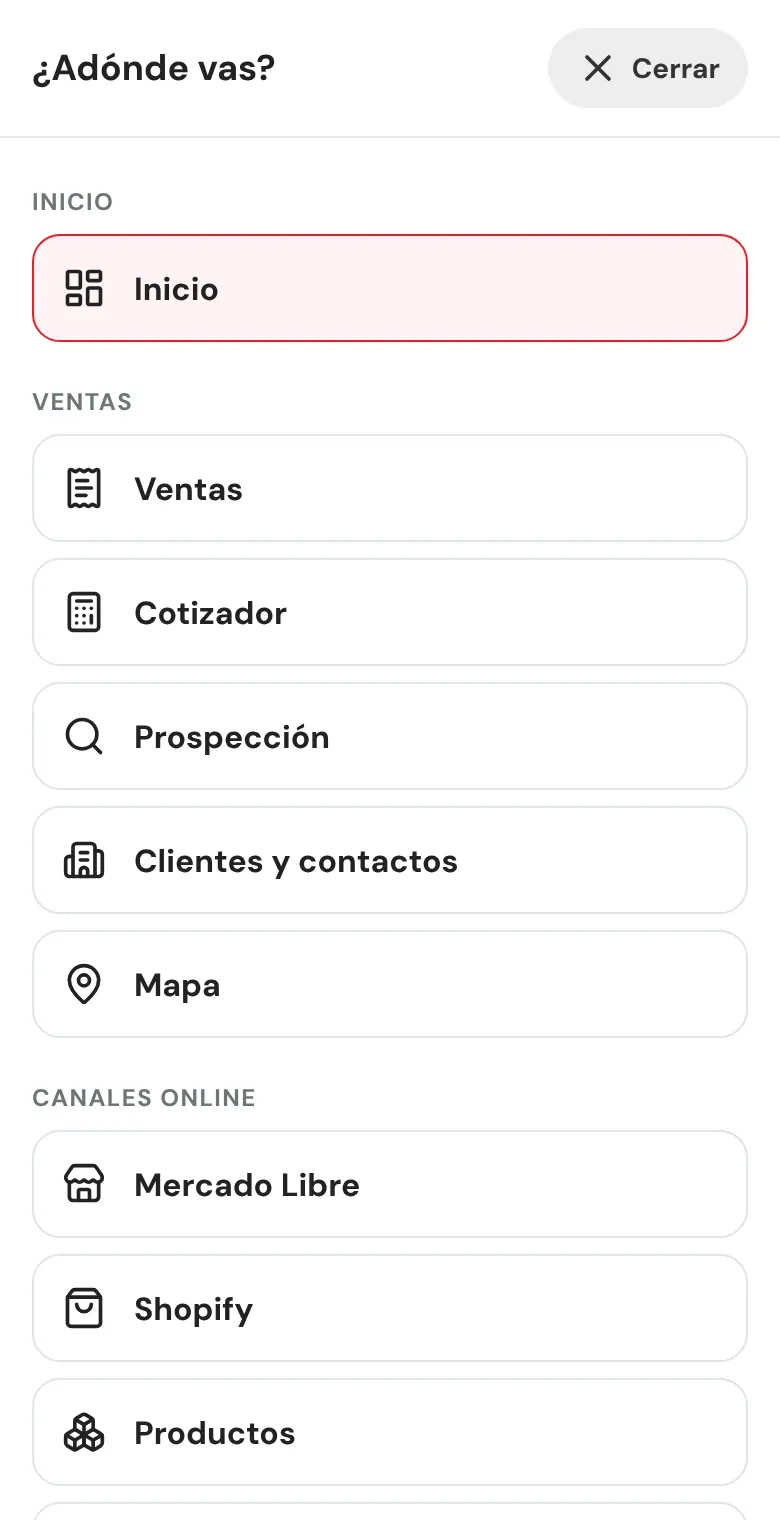 ¿Adónde vas?
Cerrar
INICIO
Inicio
VENTAS
Ventas
Cotizador
Prospección
Clientes y contactos
Mapa
CANALES ONLINE
Mercado Libre
Shopify
Productos